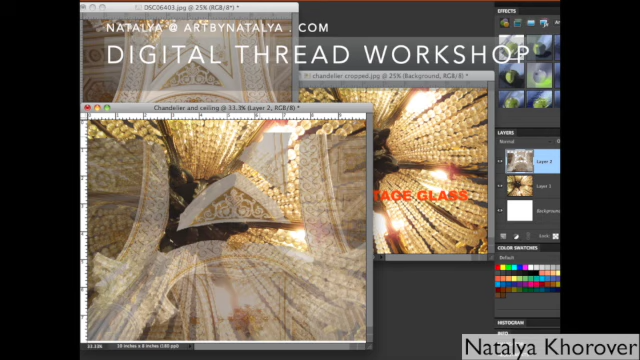 DSC06403.jpg @ 25% (RGB/8*) *
NATALYA @ ARTBYNATALYA . COM
DIGITAL THREAD WORKSHOP
chandelier cropped.jpg @ 25% (Background, RGB/8) *
Chandelier and ceiling @ 33.3% (Layer 2, RGB/8) *
TAGE GLASS
EFFECTS
LAYERS
Normal
Layer 2
Layer 1
Background
COLOR SWATCHES
Default
HISTOGRAM
INFO
10 inches x 8 inches (180 ppi)
Natalya Khorover